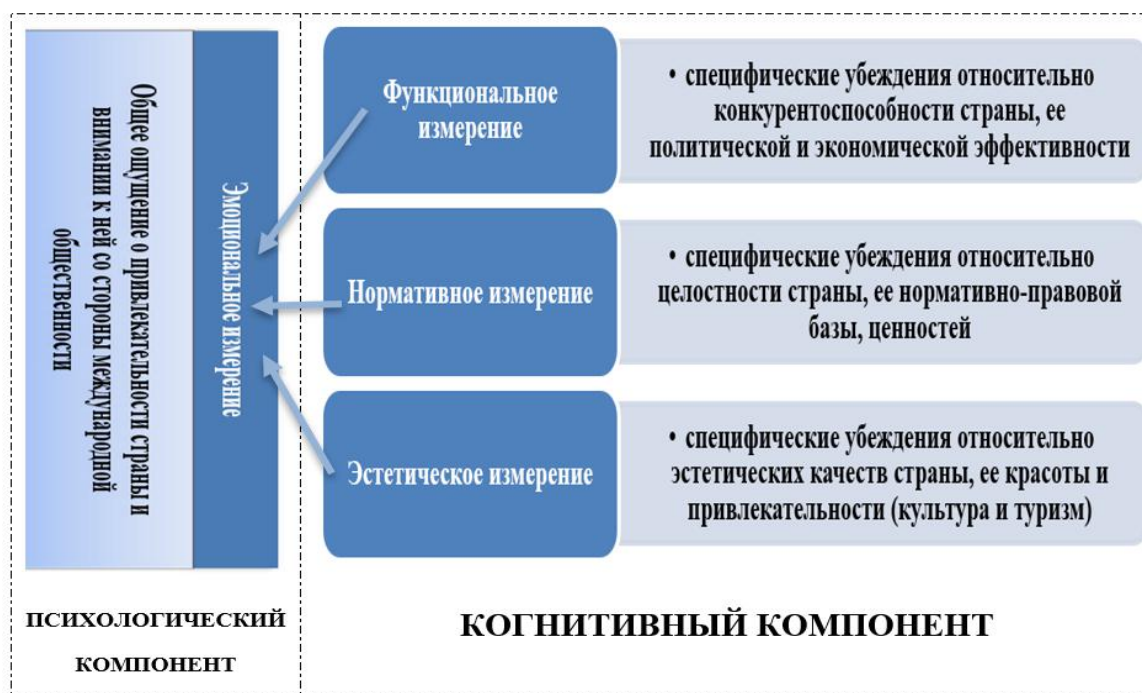 Общее ощущение о привлекательности страны и
внимании к ней со стороны международной
общественности
Эмоциональное измерение
ПСИХОЛОГИЧЕСКИЙ
КОМПОНЕНТ
Функциональное
измерение
• специфические убеждения относительно
конкурентоспособности страны, ее
политической и экономической эффективности
Нормативное измерение
• специфические убеждения относительно
целостности страны, ее нормативно-правовой
базы, ценностей
Эстетическое измерение
• специфические убеждения относительно
эстетических качеств страны, ее красоты и
привлекательности (культура и туризм)
КОГНИТИВНЫЙ КОМПОНЕНТ